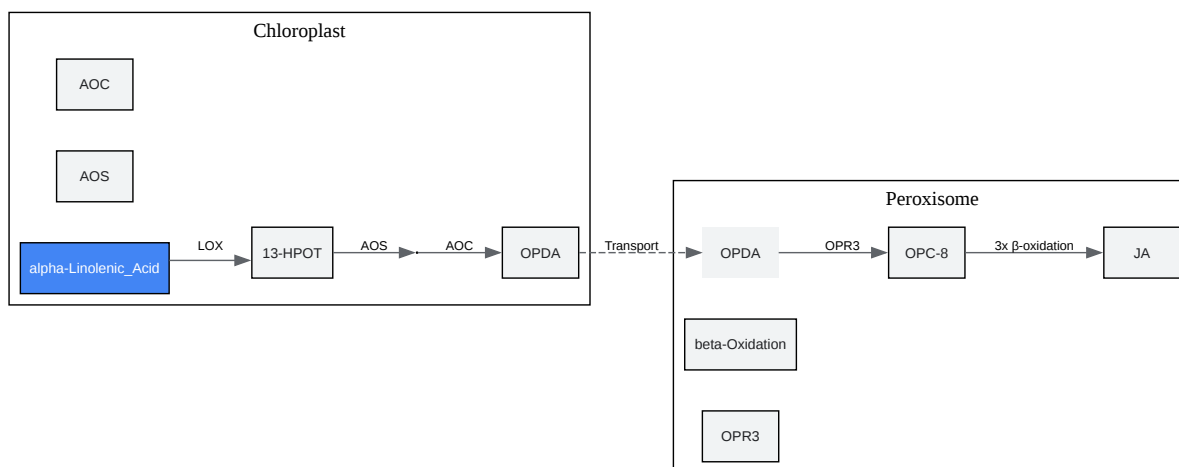 Chloroplast
AOC
AOS
alpha-Linolenic_Acid
LOX
13-HPOT
AOS
AOC
OPDA
Transport
Peroxisome
OPDA
OPR3
OPC-8
3x β-oxidation
JA
beta-Oxidation
OPR3